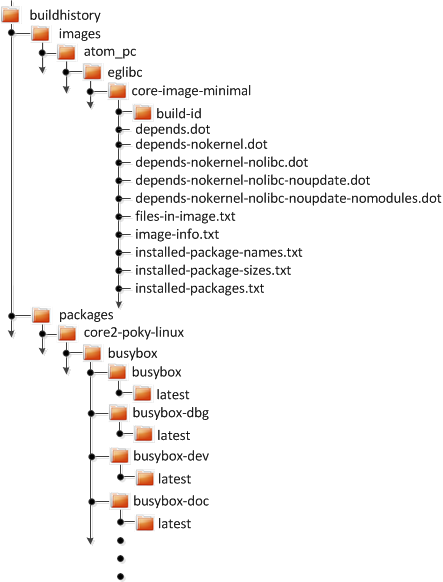 buildhistory
images
atom_pc
eglibc
core-image-minimal
build-id
depends.dot
depends-nokernel.dot
depends-nokernel-nolibc.dot
depends-nokernel-nolibc-noupdate.dot
depends-nokernel-nolibc-noupdate-nomodules.dot
files-in-image.txt
image-info.txt
installed-package-names.txt
installed-package-sizes.txt
installed-packages.txt
packages
core2-poky-linux
busybox
busybox
latest
busybox-dbg
latest
busybox-dev
latest
busybox-doc
latest